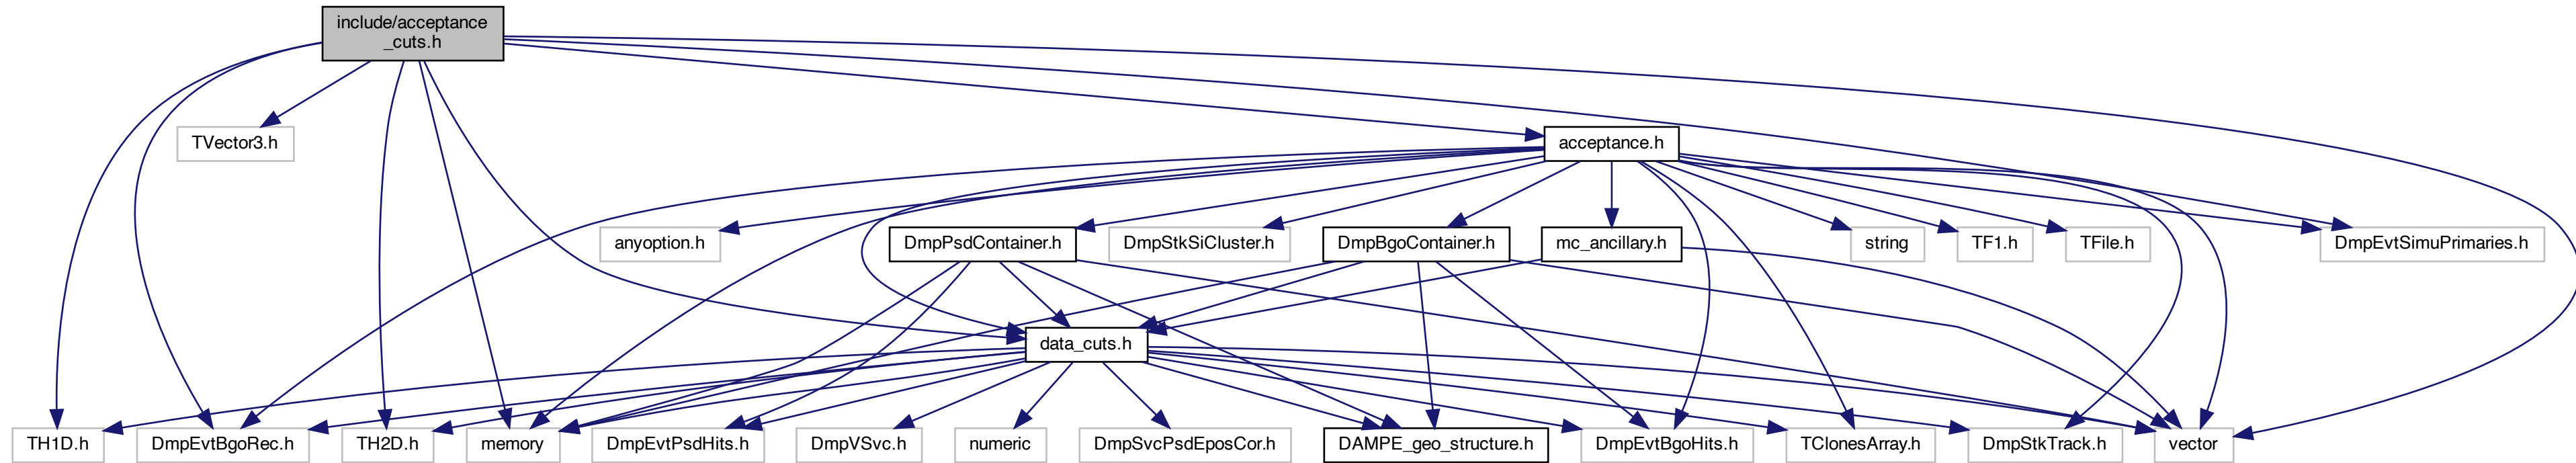 include/acceptance
_cuts.h
TVector3.h
acceptance.h
anyoption.h
DmpPsdContainer.h
DmpStkSiCluster.h
DmpBgoContainer.h
mc_ancillary.h
string
TF1.h
TFile.h
DmpEvtSimuPrimaries.h
data_cuts.h
TH1D.h
DmpEvtBgoRec.h
TH2D.h
memory
DmpEvtPsdHits.h
DmpVSvc.h
numeric
DmpSvcPsdEposCor.h
DAMPE_geo_structure.h
DmpEvtBgoHits.h
TClonesArray.h
DmpStkTrack.h
vector